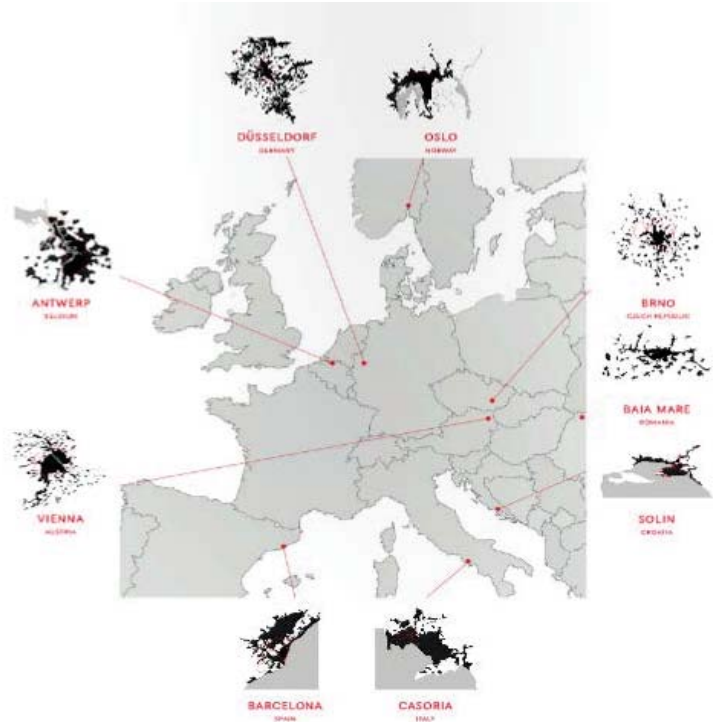 DÜSSELDORF
GERMANY
OSLO
NORWAY
ANTWERP
BELGIUM
BRNO
CZECH REPUBLIC
BAIA MARE
ROMANIA
VIENNA
AUSTRIA
SOLIN
CROATIA
BARCELONA
SPAIN
CASORIA
ITALY